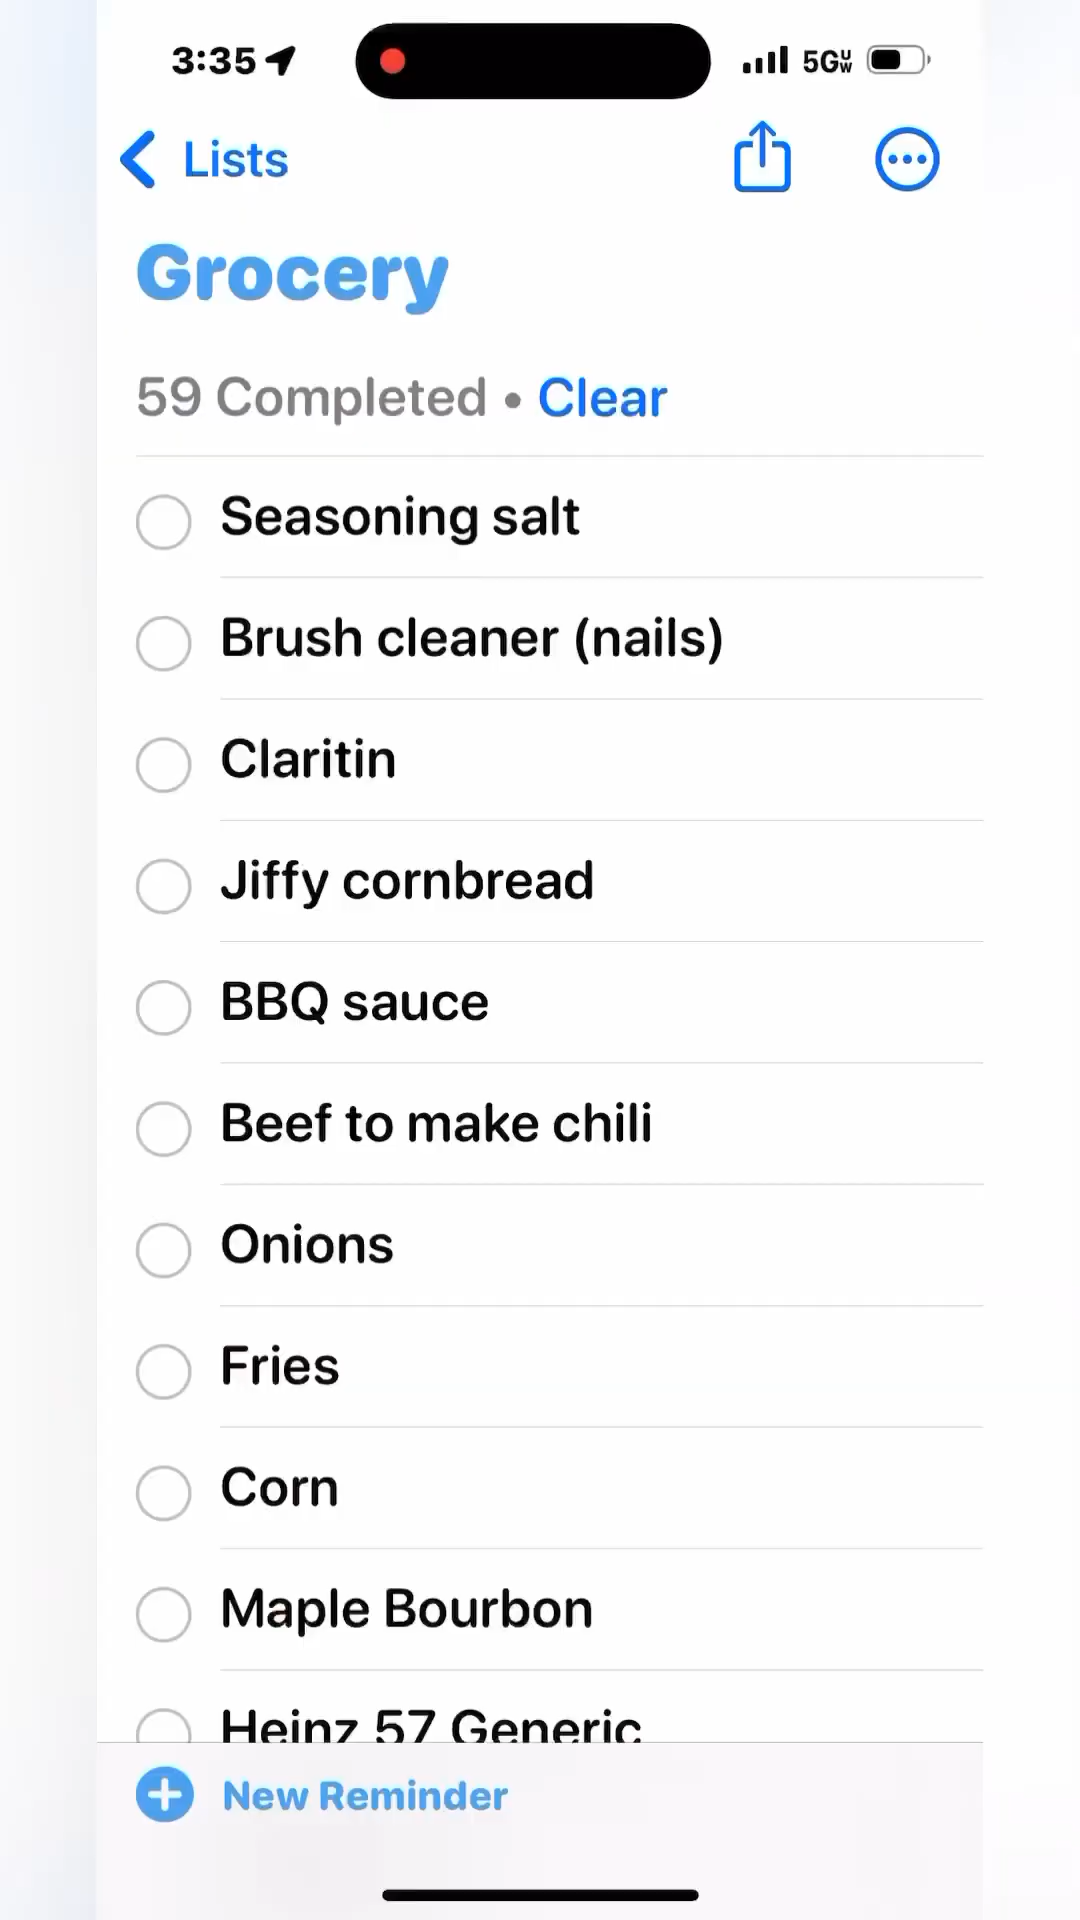 3:35
5GUW
Lists
Grocery
59 Completed • Clear
Seasoning salt
Brush cleaner (nails)
Claritin
Jiffy cornbread
BBQ sauce
Beef to make chili
Onions
Fries
Corn
Maple Bourbon
Heinz 57 Generic
New Reminder